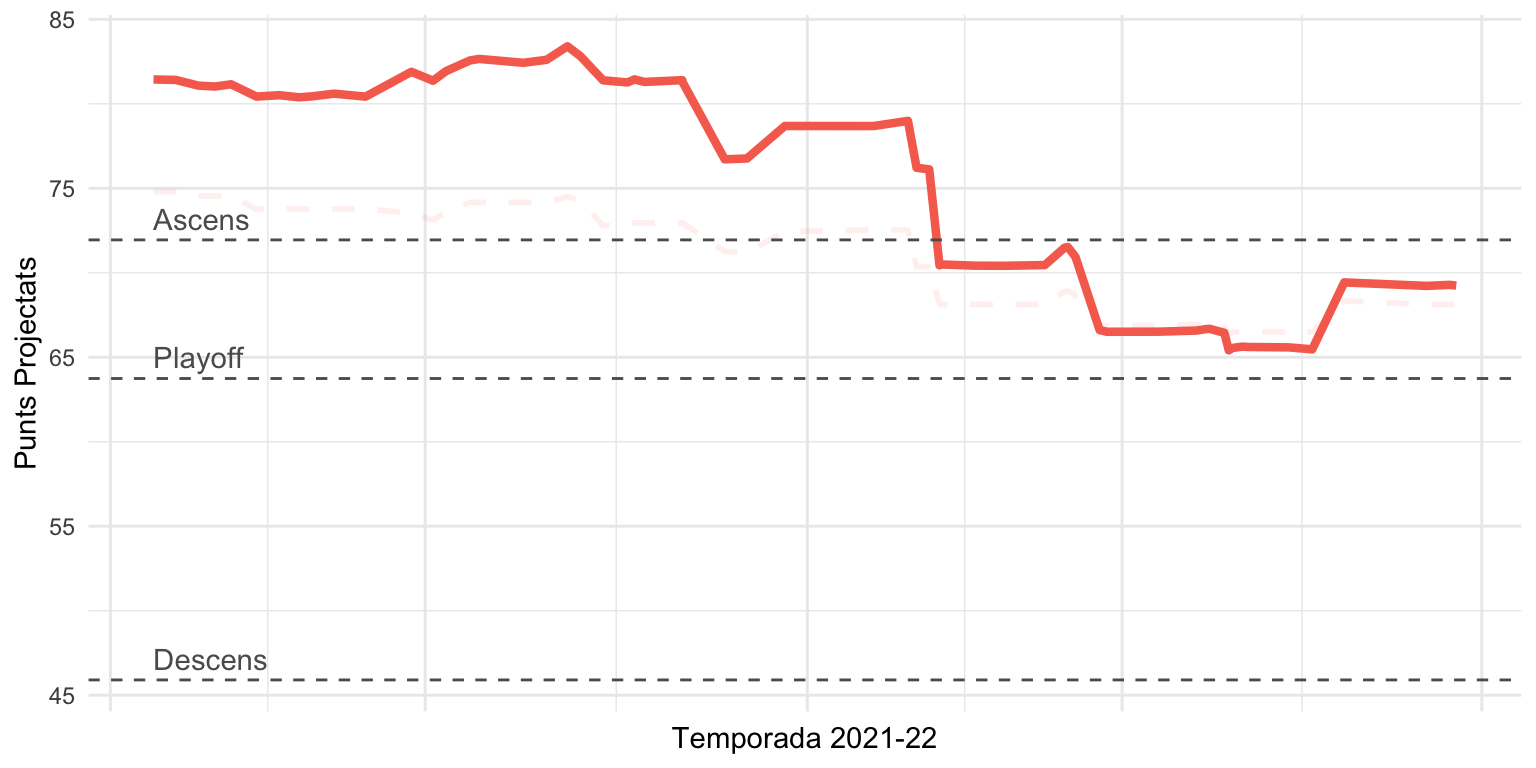 85
75
Ascens
65
Playoff
55
Descens
45
Punts Projectats
Temporada 2021-22